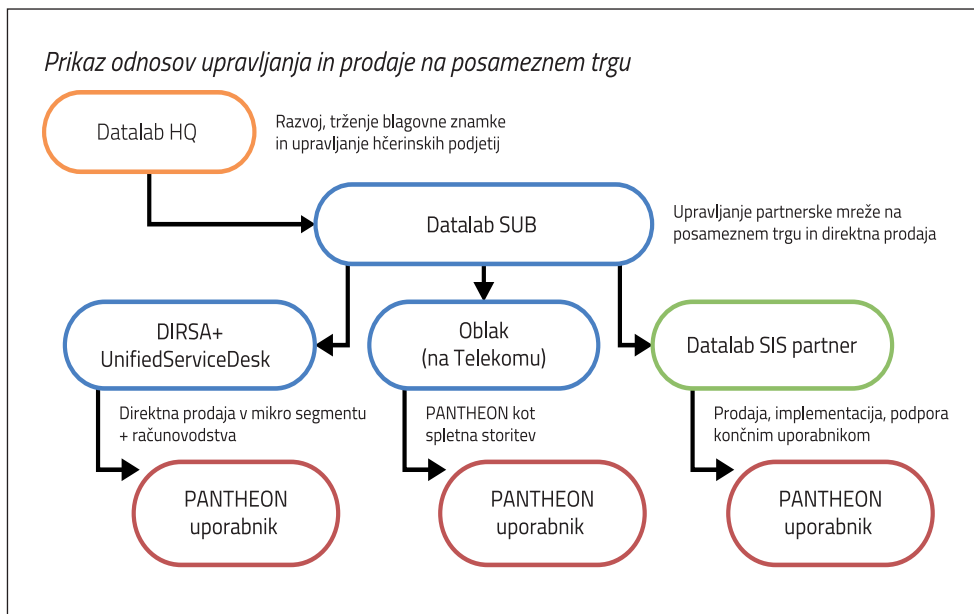 Prikaz odnosov upravljanja in prodaje na posameznem trgu
Datalab HQ
Razvoj, trženje blagovne znamke
in upravljanje hčerinskih podjetij
Datalab SUB
Upravljanje partnerske mreže na
posameznem trgu in direktna prodaja
DIRSA+
UnifiedServiceDesk
Oblak
(na Telekomu)
Datalab SIS partner
Direktna prodaja v mikro segmentu
+ računovodstva
PANTHEON kot
spletna storitev
Prodaja, implementacija, podpora
končnim uporabnikom
PANTHEON
uporabnik
PANTHEON
uporabnik
PANTHEON
uporabnik